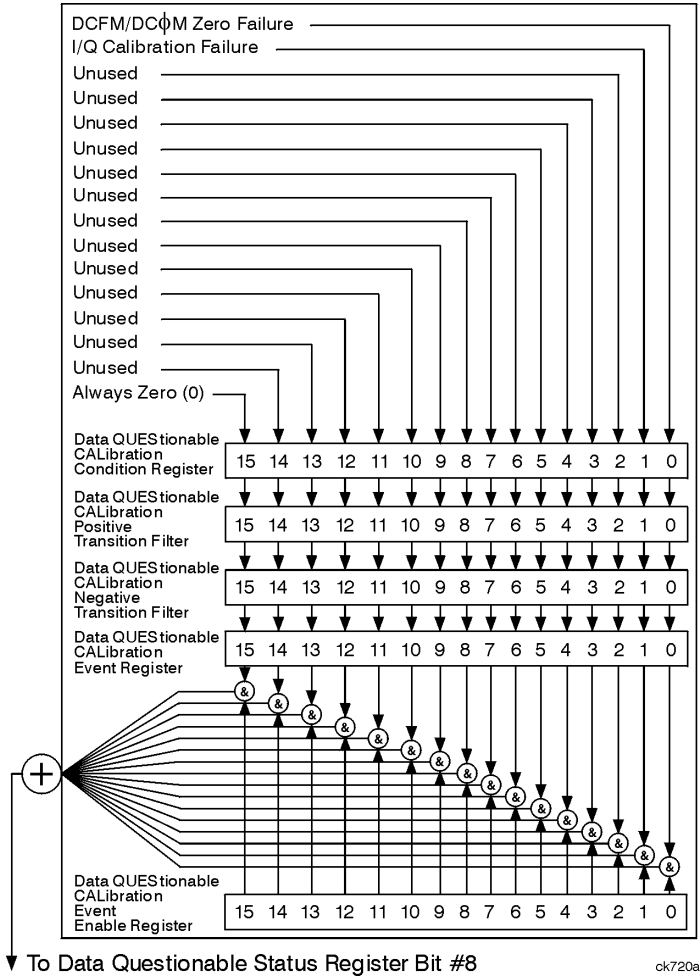 DCFM/DCϕM Zero Failure
I/Q Calibration Failure
Unused
Unused
Unused
Unused
Unused
Unused
Unused
Unused
Unused
Unused
Unused
Unused
Unused
Always Zero (0)
Data QUEStionable
CALibration
Condition Register
15 14 13 12 11 10 9 8 7 6 5 4 3 2 1 0
Data QUEStionable
CALibration
Positive
Transition Filter
15 14 13 12 11 10 9 8 7 6 5 4 3 2 1 0
Data QUEStionable
CALibration
Negative
Transition Filter
15 14 13 12 11 10 9 8 7 6 5 4 3 2 1 0
Data QUEStionable
CALibration
Event Register
15 14 13 12 11 10 9 8 7 6 5 4 3 2 1 0
& & & & & & & & & & & & & & & &
+
Data QUEStionable
CALibration
Event
Enable Register
15 14 13 12 11 10 9 8 7 6 5 4 3 2 1 0
To Data Questionable Status Register Bit #8
ck720a